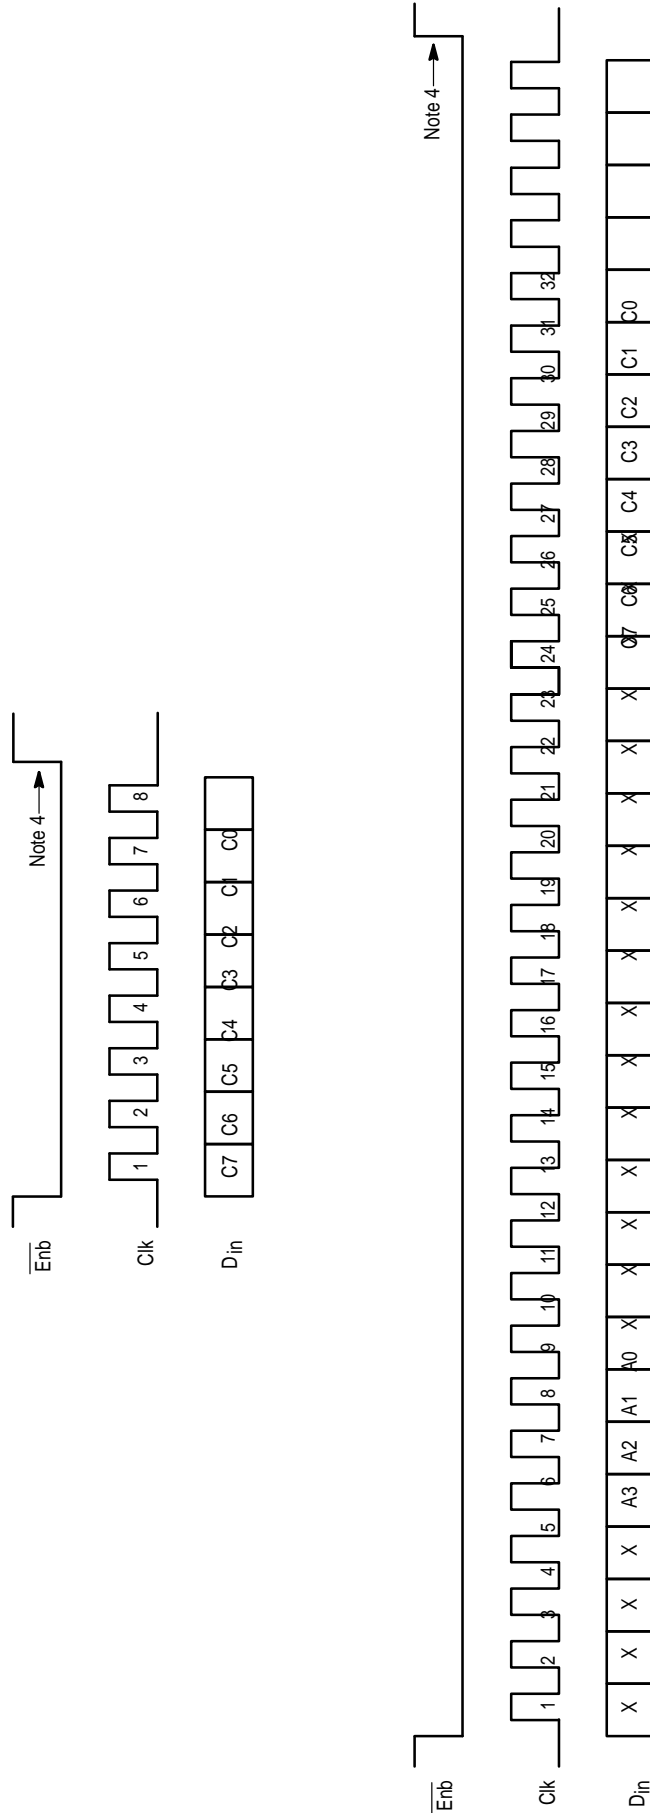 Enb Note 4
Clk 1 2 3 4 5 6 7 8
Din C7 C6 C5 C4 C3 C2 C1 C0
Enb Note 4
Clk 1 2 3 4 5 6 7 8 9 10 11 12 13 14 15 16 17 18 19 20 21 22 23 24 25 26 27 28 29 30 31 32
Din X X X X A3 A2 A1 A0 X X X X X X X X X X X X X X X X C7 C6 C5 C4 C3 C2 C1 C0